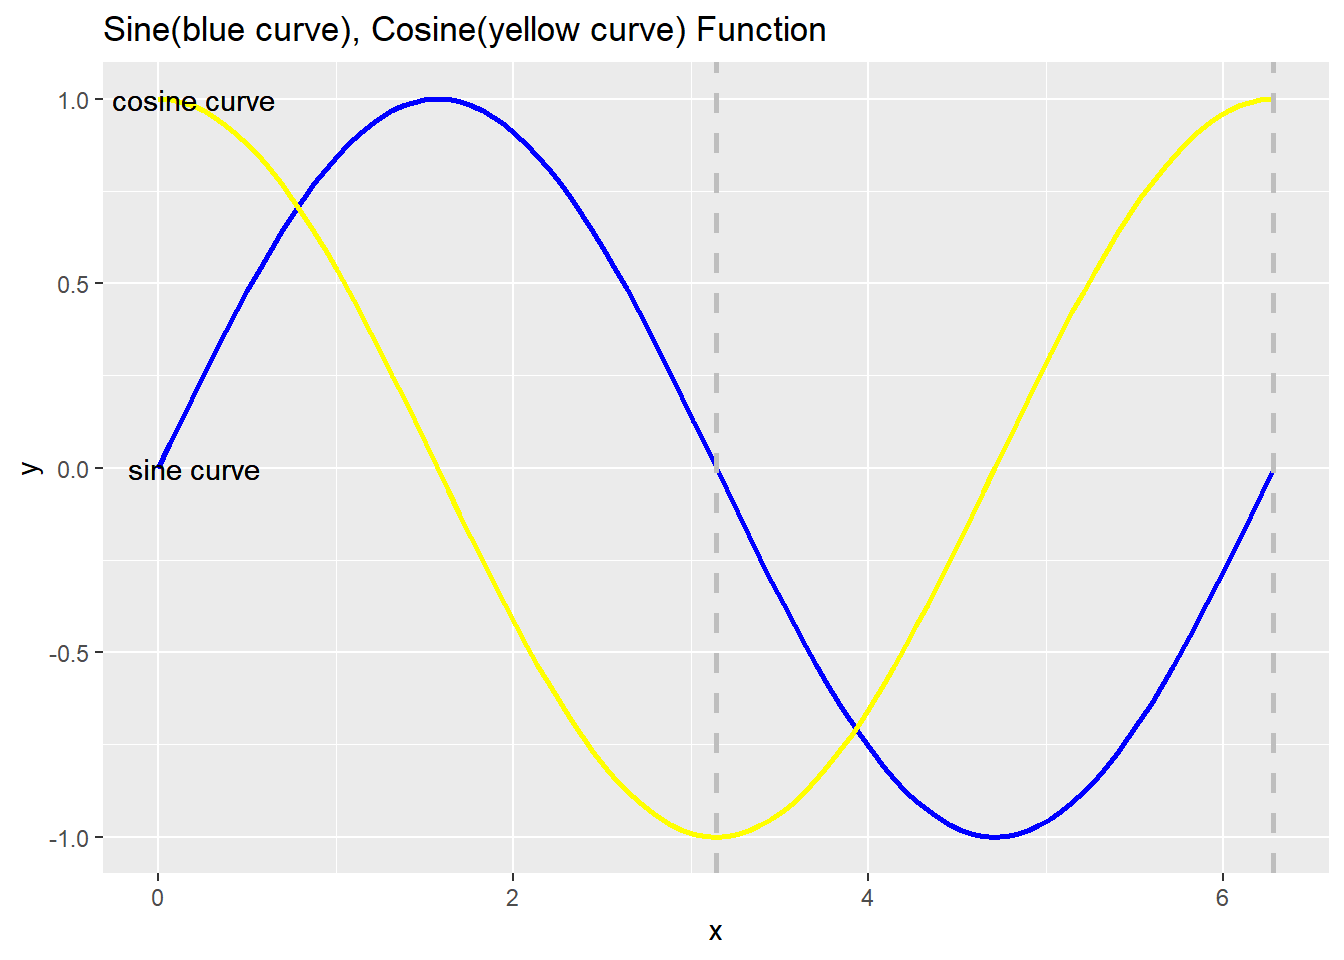 Sine(blue curve), Cosine(yellow curve) Function
1.0
cosine curve
0.5
y
0.0
sine curve
-0.5
-1.0
0 2 4 6
x